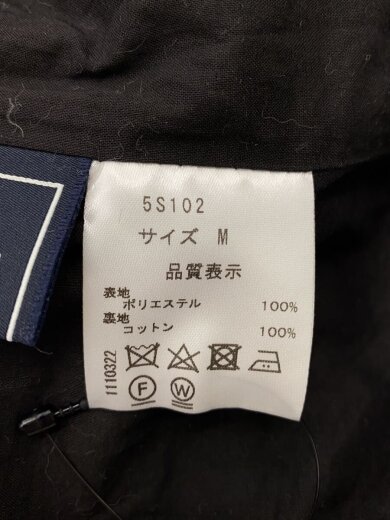 5S102
サイズ M
品質表示
表地
ポリエステル 100%
裏地
コットン 100%
1110322
F W